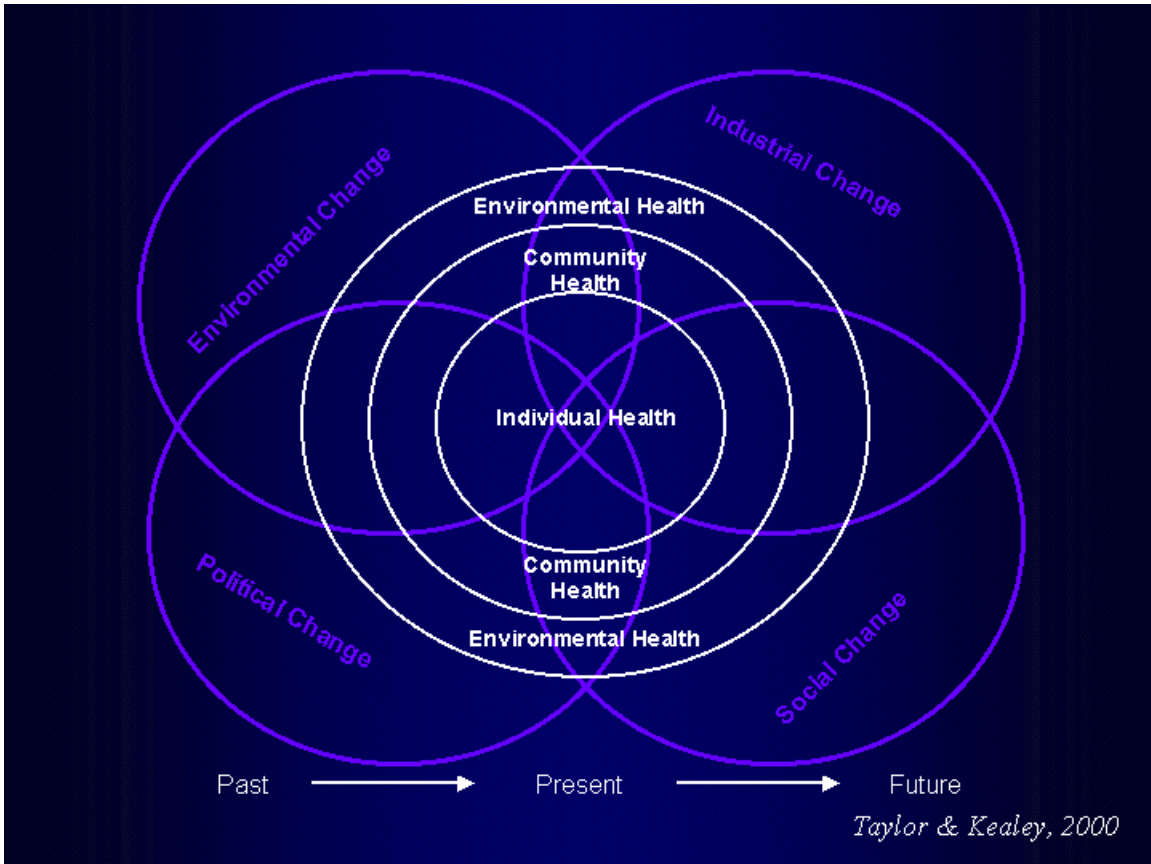 Industrial Change
Environmental Change
Environmental Health
Community
Health
Individual Health
Community
Health
Environmental Health
Political Change
Social Change
Past
Present
Future
Taylor & Kealey, 2000